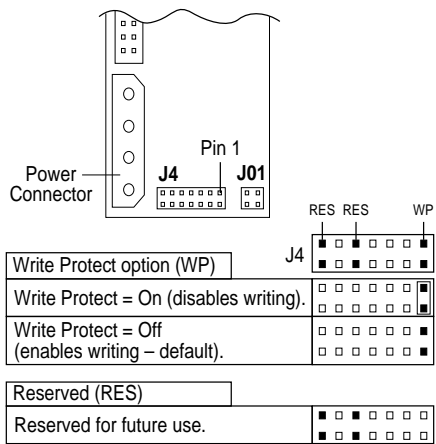 Pin 1
J4
J01
Power
Connector
RES RES WP
J4
Write Protect option (WP)
Write Protect = On (disables writing).
Write Protect = Off
(enables writing – default).
Reserved (RES)
Reserved for future use.